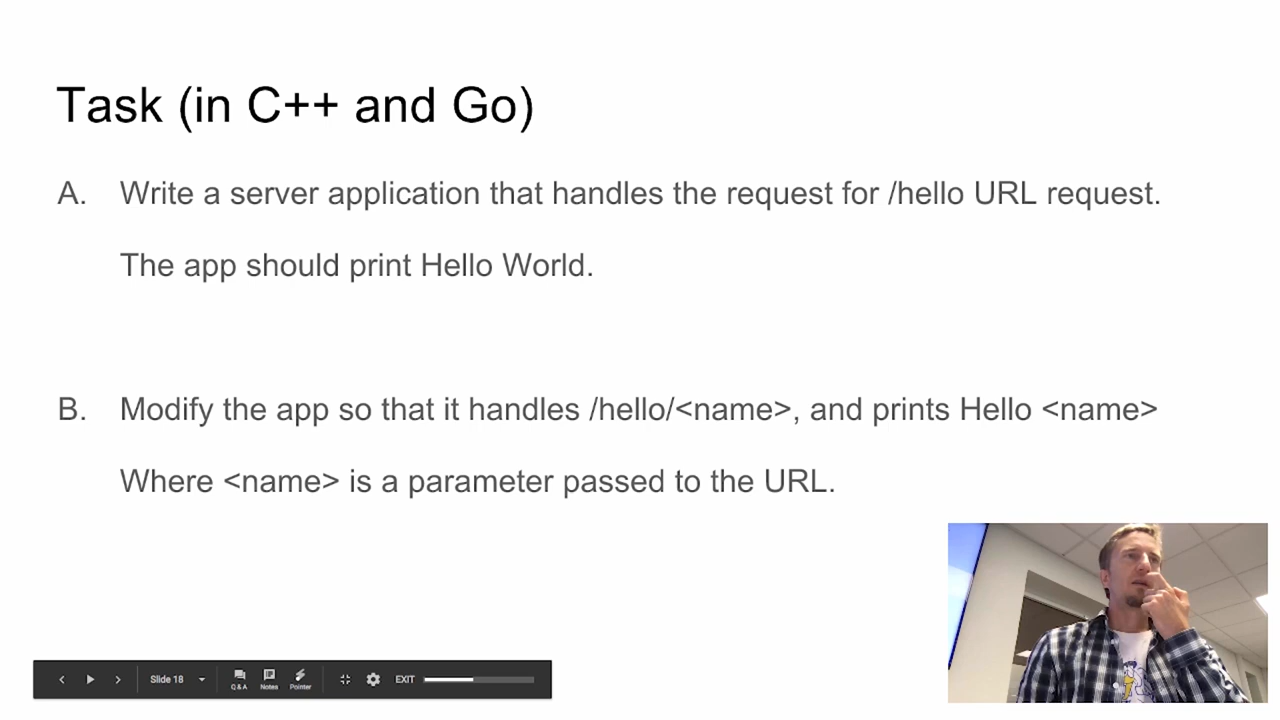 Task (in C++ and Go)
A. Write a server application that handles the request for /hello URL request.
The app should print Hello World.
B. Modify the app so that it handles /hello/<name>, and prints Hello <name>
Where <name> is a parameter passed to the URL.
Slide 18 Q&A Notes Pointer EXIT